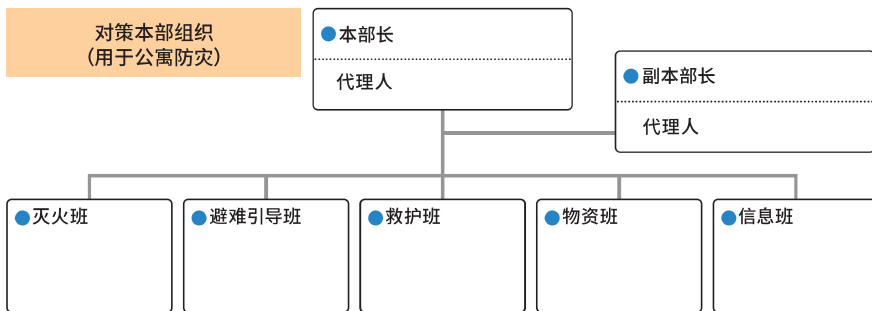 对策本部组织
（用于公寓防灾）
本部长
代理人
副本部长
代理人
灭火班
避难引导班
救护班
物资班
信息班